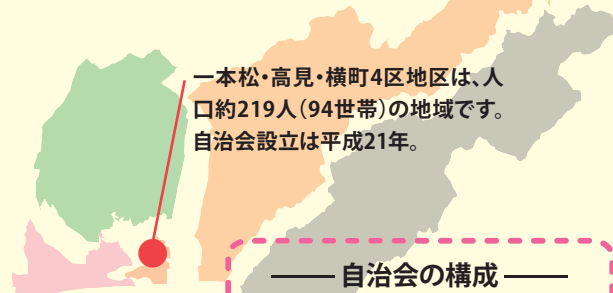 一本松・高見・横町4区地区は、人
口約219人（94世帯）の地域です。
自治会設立は平成21年。
自治会の構成